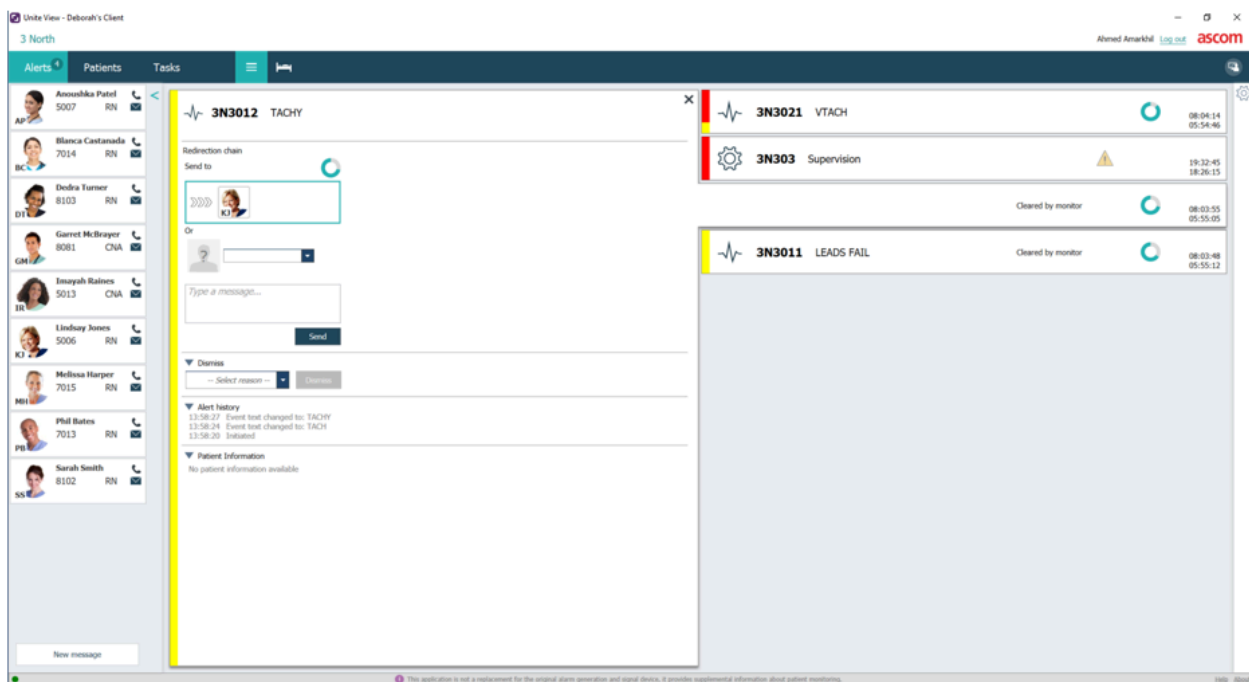 Unite View - Deborah's Client
3 North
Ahmed Amarkhil Log out ascom
Alerts 4 Patients Tasks
Anoushka Patel
5007 RN
AP
Blanca Castanada
7014 RN
BC
Dedra Turner
8103 RN
DT
Garret McBrayer
8081 CNA
GM
Imayah Raines
5013 CNA
IR
Lindsay Jones
5006 RN
KJ
Melissa Harper
7015 RN
MH
Phil Bates
7013 RN
PB
Sarah Smith
8102 RN
SS
New message
3N3012 TACHY
Redirection chain
Send to
KJ
Or
?
Type a message...
Send
Dismiss
-- Select reason --
Dismiss
Alert history
13:58:27 Event text changed to: TACHY
13:58:24 Event text changed to: TACH
13:58:20 Initiated
Patient Information
No patient information available
3N3021 VTACH
08:04:14
05:54:46
3N303 Supervision
19:32:45
18:26:15
Cleared by monitor
08:03:55
05:55:05
3N3011 LEADS FAIL
Cleared by monitor
08:03:48
05:55:12
This application is not a replacement for the original alarm generation and signal device, it provides supplemental information about patient monitoring.
Help About